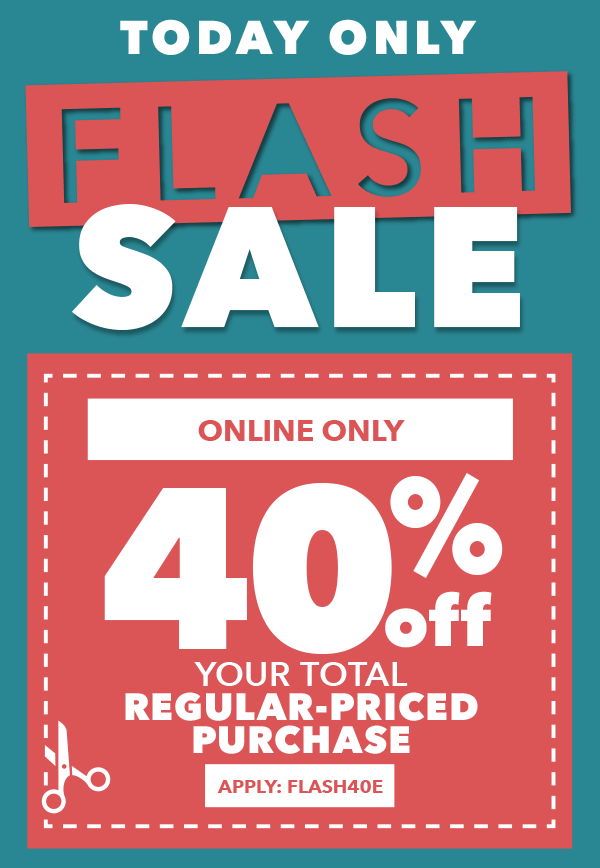 TODAY ONLY
FLASH
SALE
ONLINE ONLY
40% off
YOUR TOTAL
REGULAR-PRICED
PURCHASE
APPLY: FLASH40E